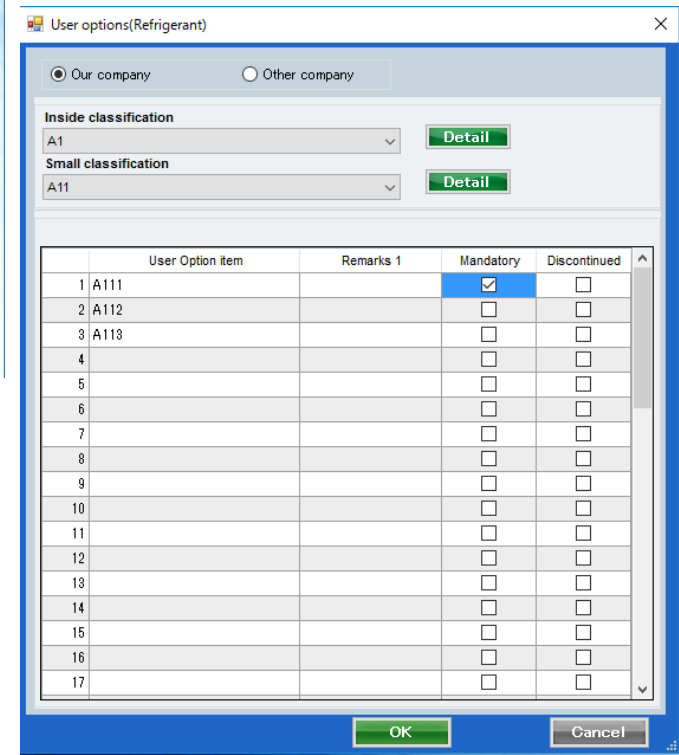 User options(Refrigerant)
Our company Other company
Inside classification
A1 Detail
Small classification
A11 Detail
User Option item Remarks 1 Mandatory Discontinued
1 A111
2 A112
3 A113
4
5
6
7
8
9
10
11
12
13
14
15
16
17
OK Cancel